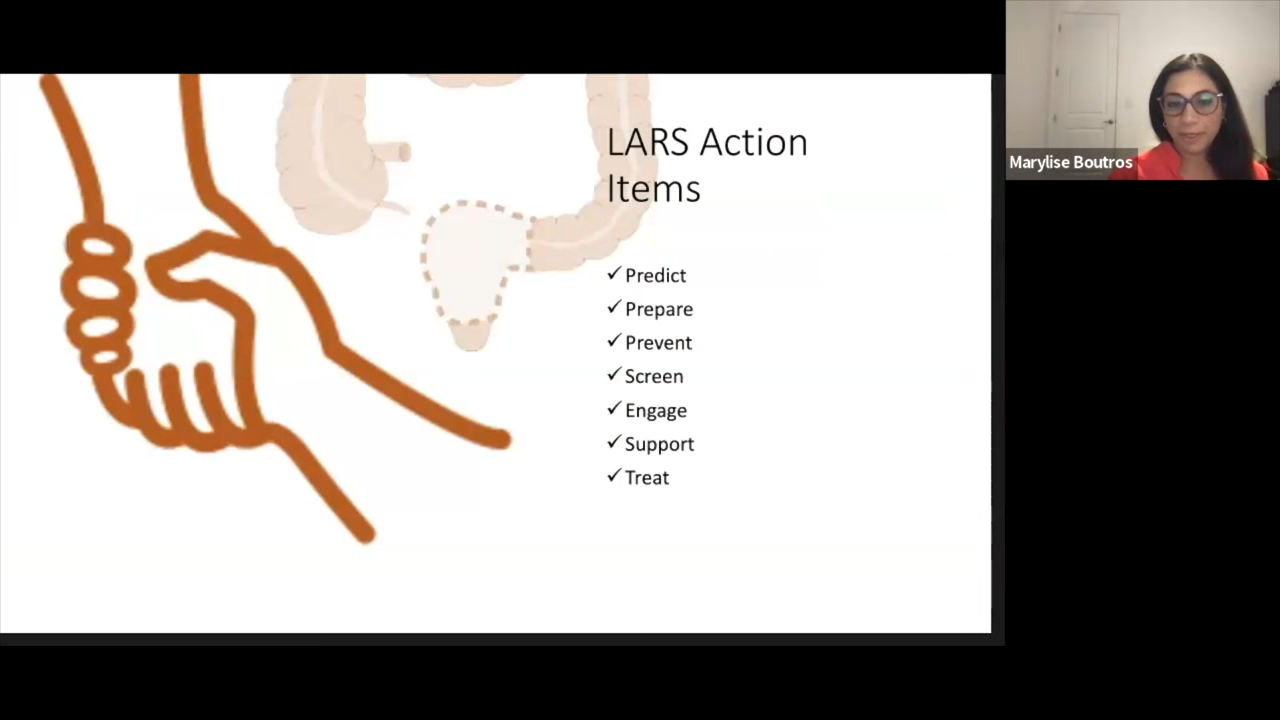 LARS Action
Items
✓ Predict
✓ Prepare
✓ Prevent
✓ Screen
✓ Engage
✓ Support
✓ Treat
Marylise Boutros